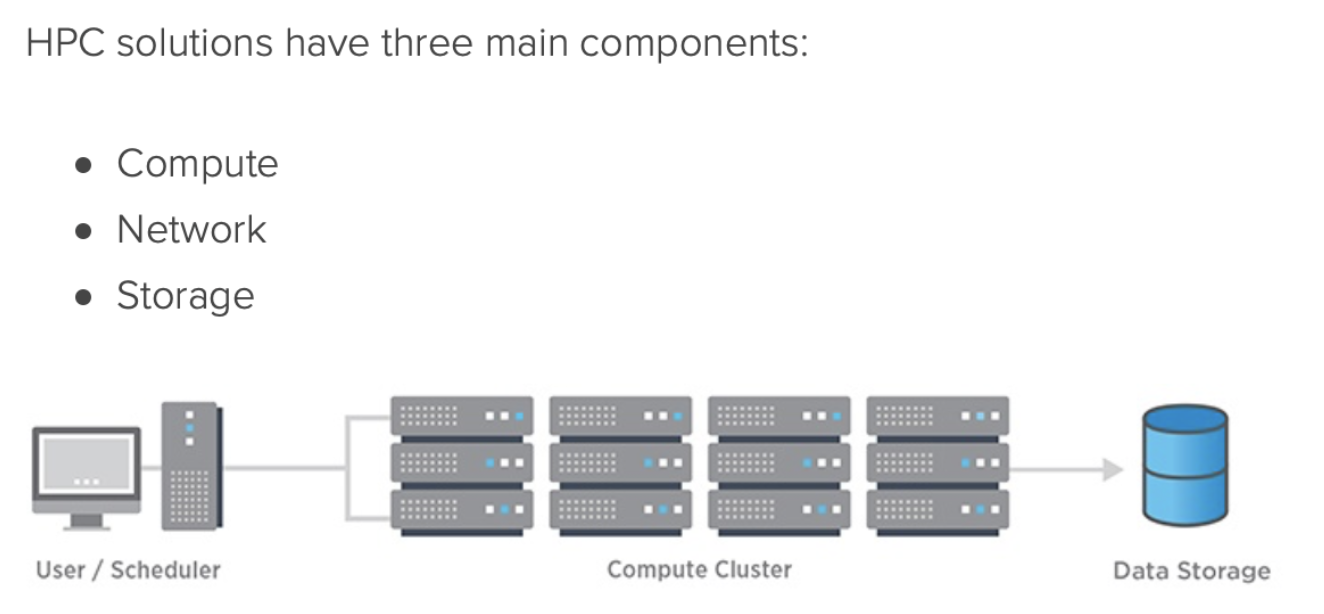 HPC solutions have three main components:
● Compute
● Network
● Storage
User / Scheduler
Compute Cluster
Data Storage